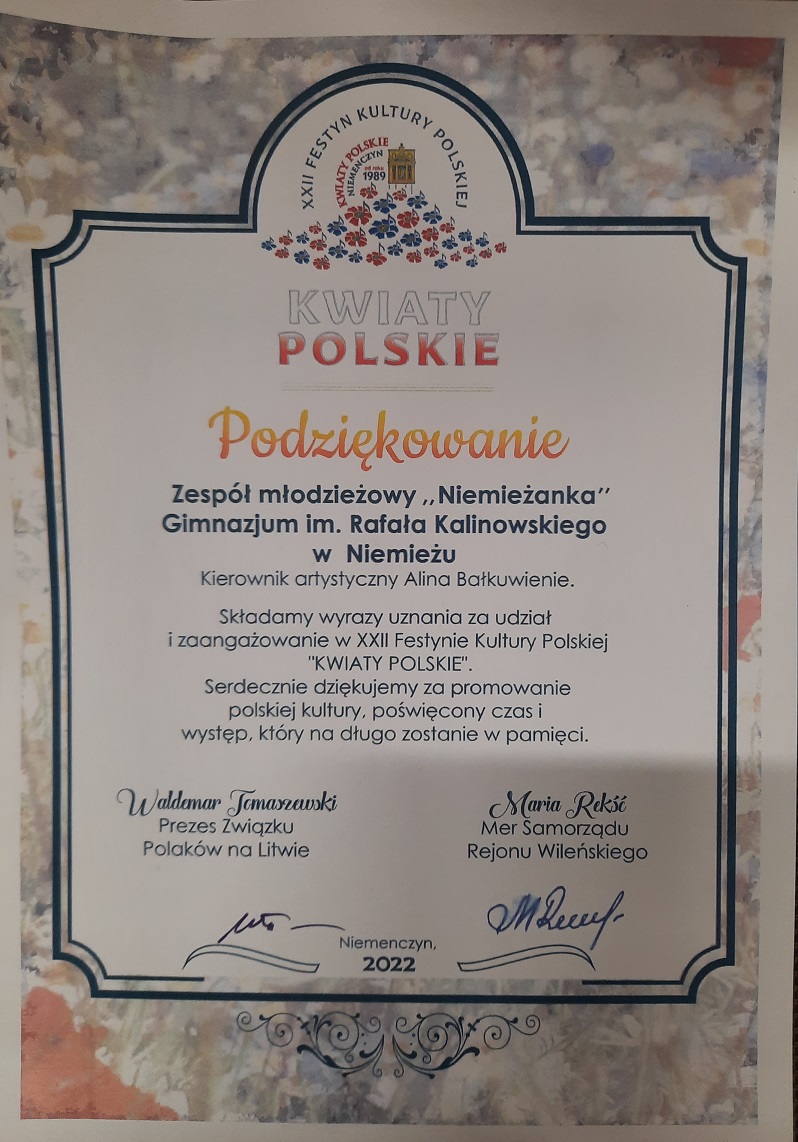 XXII FESTYN KULTURY POLSKIEJ
KWIATY POLSKIE
NIEMENCZYN
od roku
1989
KWIATY
POLSKIE
Podziękowanie
Zespół młodzieżowy ,,Niemieżanka''
Gimnazjum im. Rafała Kalinowskiego
w Niemieżu
Kierownik artystyczny Alina Bałkuwienie.
Składamy wyrazy uznania za udział
i zaangażowanie w XXII Festynie Kultury Polskiej
"KWIATY POLSKIE".
Serdecznie dziękujemy za promowanie
polskiej kultury, poświęcony czas i
występ, który na długo zostanie w pamięci.
Waldemar Tomaszewski
Prezes Związku
Polaków na Litwie
Maria Rekść
Mer Samorządu
Rejonu Wileńskiego
Niemenczyn,
2022